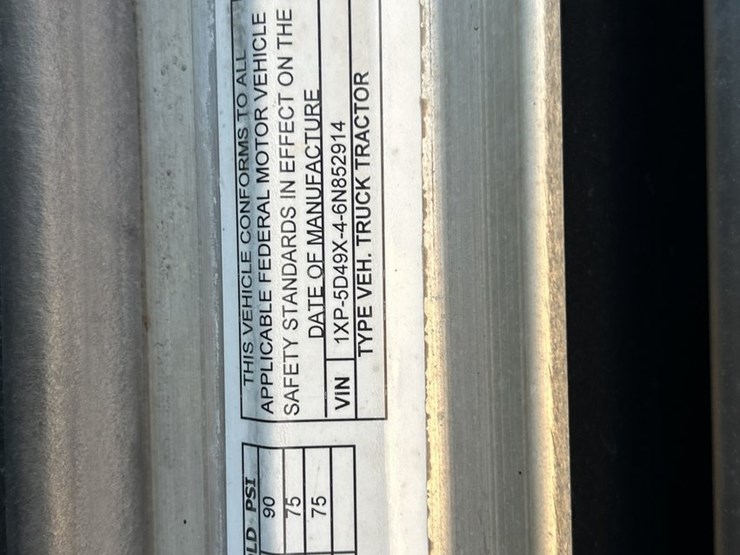 LD PSI
90
75
75
THIS VEHICLE CONFORMS TO ALL
APPLICABLE FEDERAL MOTOR VEHICLE
SAFETY STANDARDS IN EFFECT ON THE
DATE OF MANUFACTURE
VIN 1XP-5D49X-4-6N852914
TYPE VEH. TRUCK TRACTOR